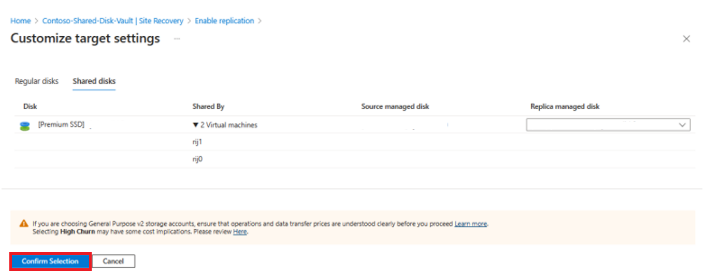 Home > Contoso-Shared-Disk-Vault | Site Recovery > Enable replication >
Customize target settings ...
Regular disks Shared disks
Disk Shared By Source managed disk Replica managed disk
[Premium SSD] ▼ 2 Virtual machines
rij1
rij0
If you are choosing General Purpose v2 storage accounts, ensure that operations and data transfer prices are understood clearly before you proceed Learn more.
Selecting High Churn may have some cost implications. Please review Here.
Confirm Selection Cancel